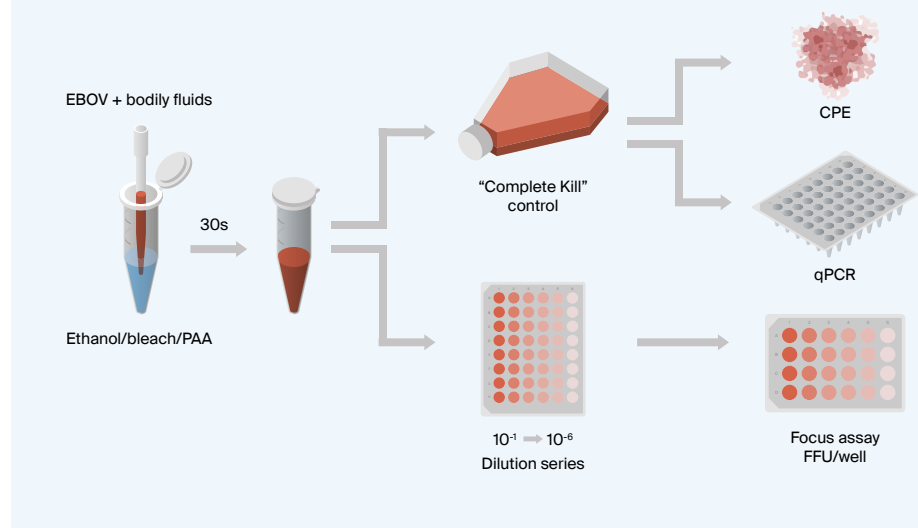 EBOV + bodily fluids
30s
Ethanol/bleach/PAA
“Complete Kill”
control
CPE
qPCR
10⁻¹ → 10⁻⁶
Dilution series
Focus assay
FFU/well